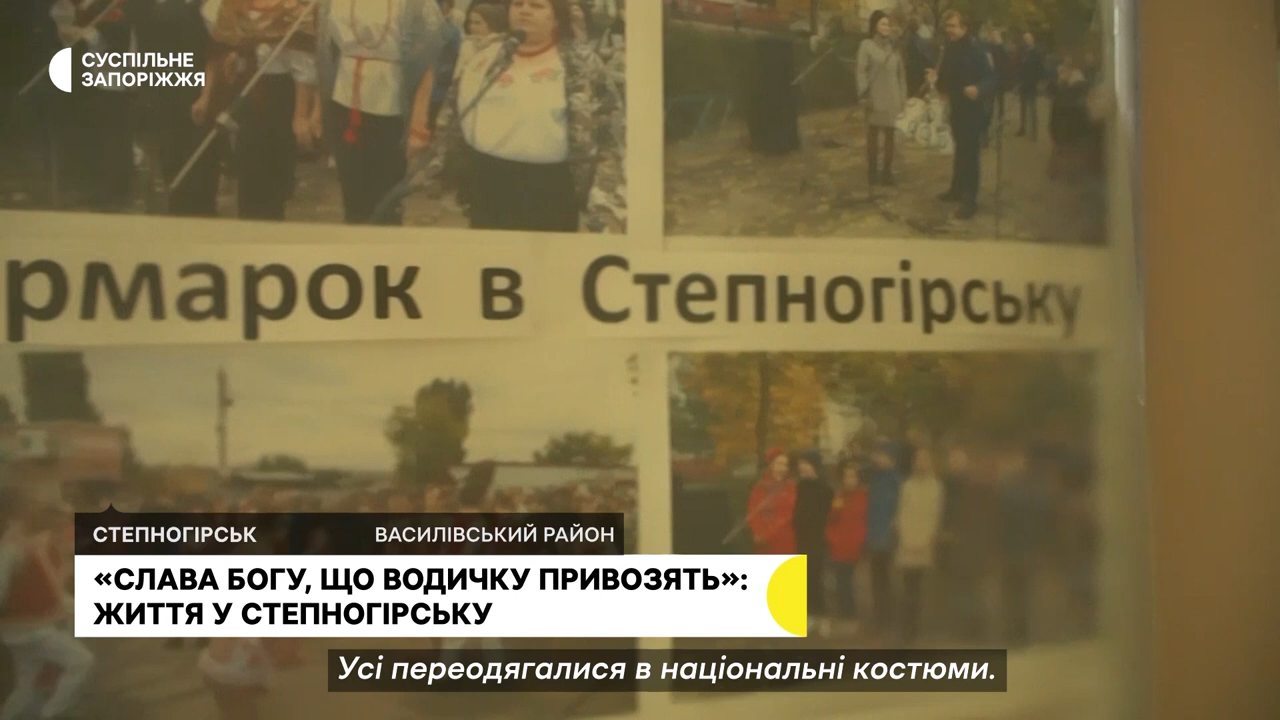 СУСПІЛЬНЕ
ЗАПОРІЖЖЯ
рмарок в Степногірську
СТЕПНОГІРСЬК ВАСИЛІВСЬКИЙ РАЙОН
«СЛАВА БОГУ, ЩО ВОДИЧКУ ПРИВОЗЯТЬ»:
ЖИТТЯ У СТЕПНОГІРСЬКУ
Усі переодягалися в національні костюми.